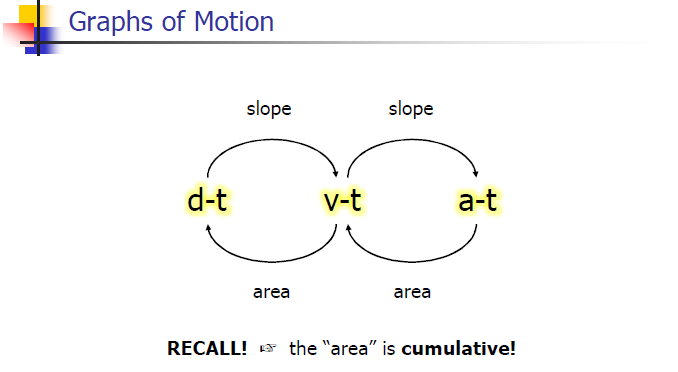 Graphs of Motion
slope slope
d-t v-t a-t
area area
RECALL! ☞ the “area” is cumulative!